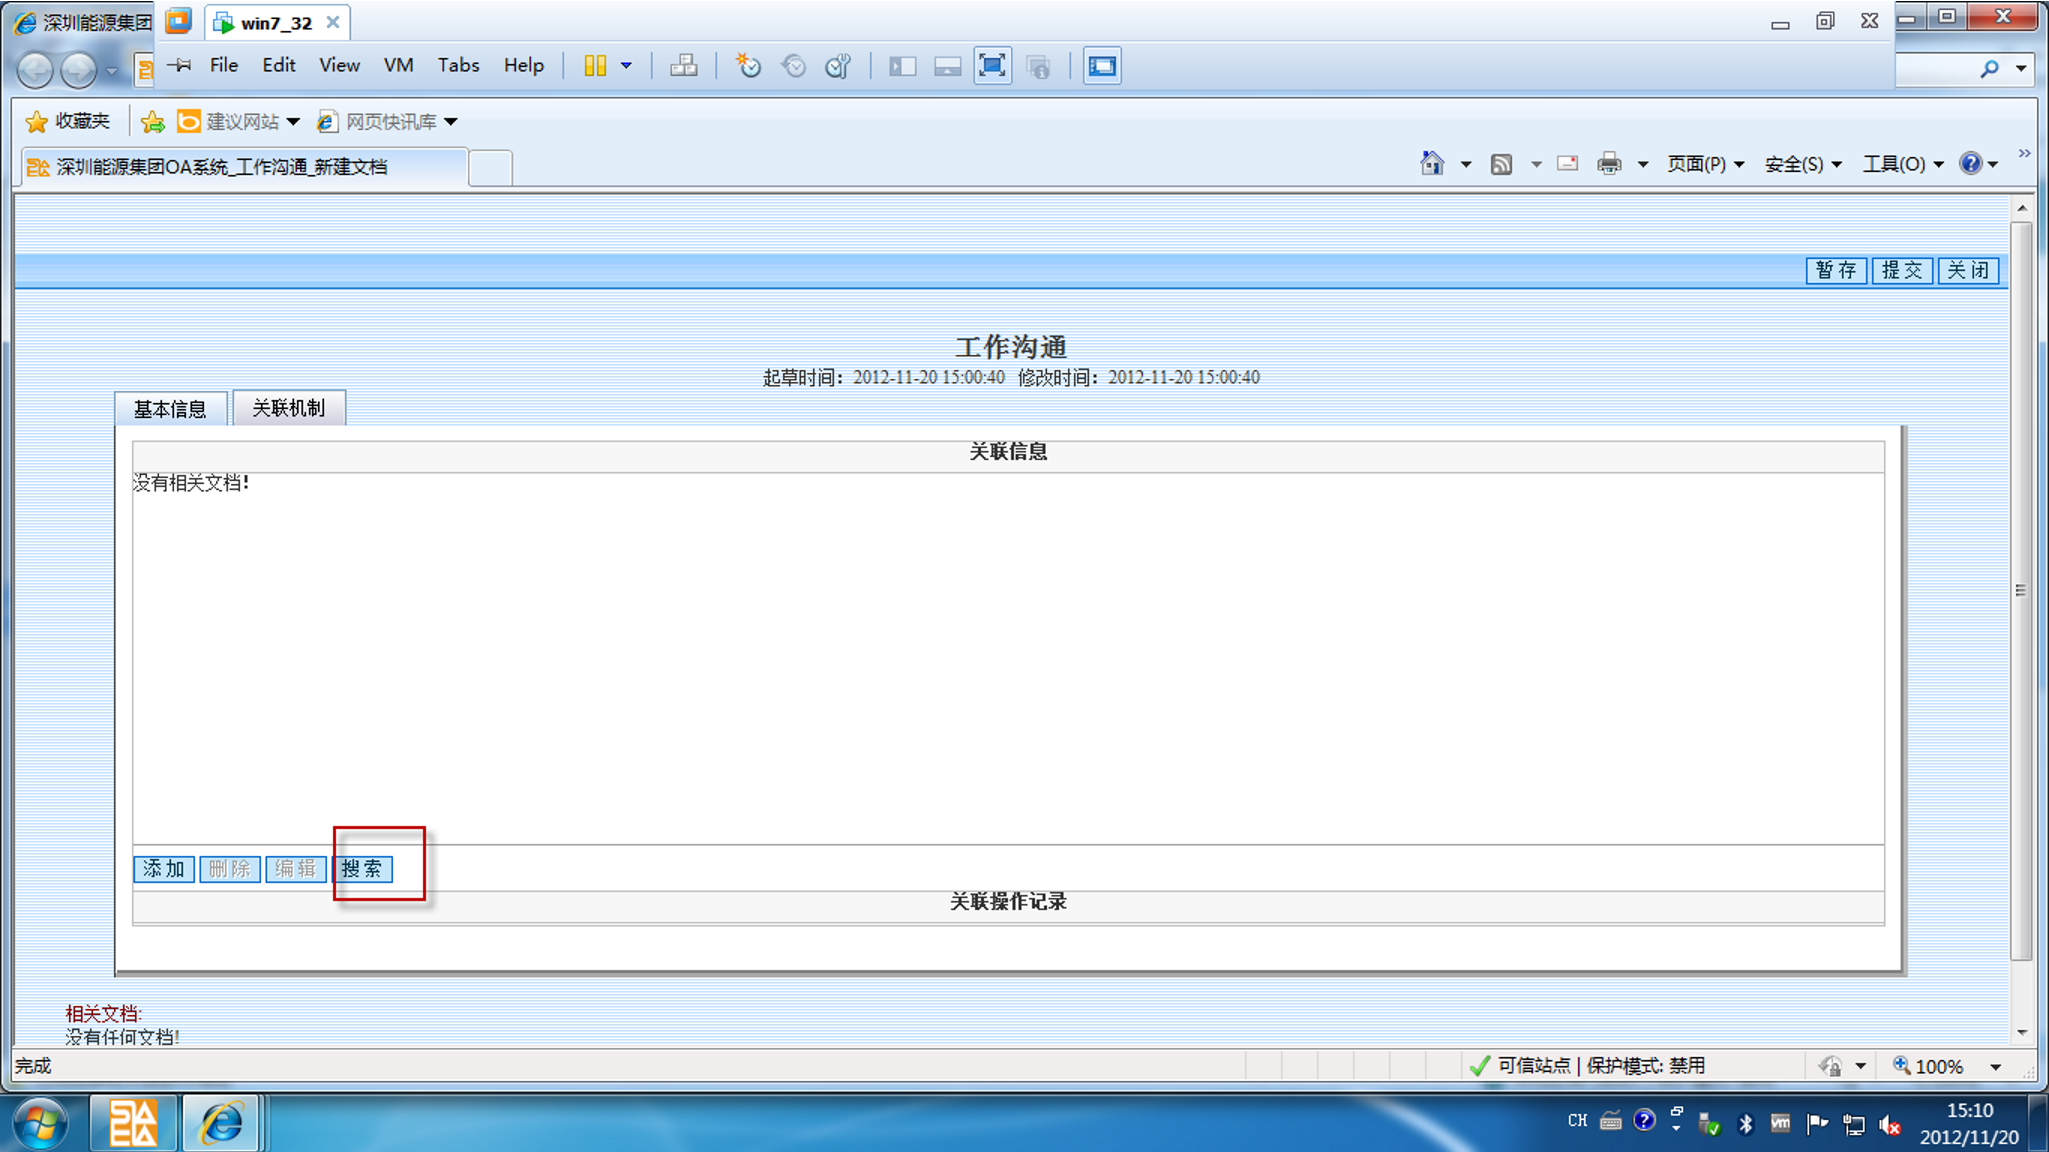 深圳能源集团
win7_32
File Edit View VM Tabs Help
收藏夹 建议网站 网页快讯库
深圳能源集团OA系统_工作沟通_新建文档
页面(P) 安全(S) 工具(O)
暂存 提交 关闭
工作沟通
起草时间：2012-11-20 15:00:40 修改时间：2012-11-20 15:00:40
基本信息 关联机制
关联信息
没有相关文档!
添加 删除 编辑 搜索
关联操作记录
相关文档:
没有任何文档!
完成
可信站点 | 保护模式: 禁用
100%
CH
15:10
2012/11/20